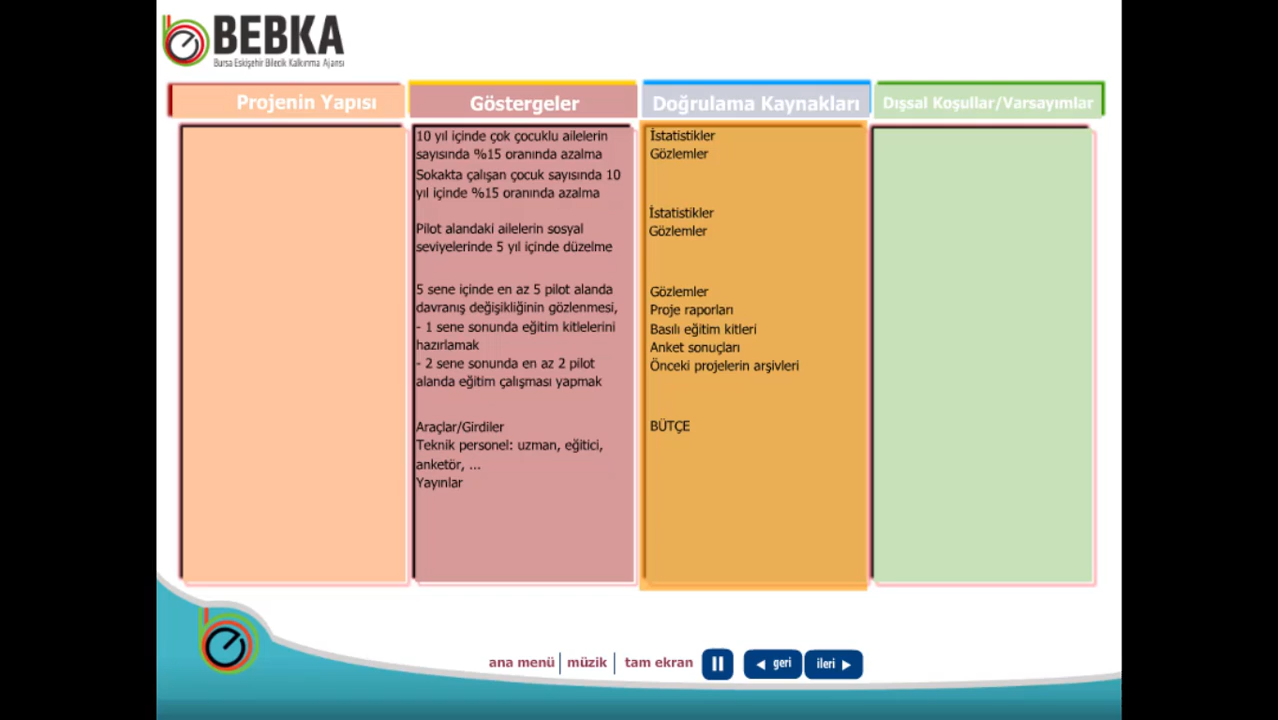 BEBKA
Bursa Eskişehir Bilecik Kalkınma Ajansı
Projenin Yapısı
Göstergeler
Doğrulama Kaynakları
Dışsal Koşullar/Varsayımlar
10 yıl içinde çok çocuklu ailelerin
sayısında %15 oranında azalma
Sokakta çalışan çocuk sayısında 10
yıl içinde %15 oranında azalma
Pilot alandaki ailelerin sosyal
seviyelerinde 5 yıl içinde düzelme
5 sene içinde en az 5 pilot alanda
davranış değişikliğinin gözlenmesi,
- 1 sene sonunda eğitim kitlelerini
hazırlamak
- 2 sene sonunda en az 2 pilot
alanda eğitim çalışması yapmak
Araçlar/Girdiler
Teknik personel: uzman, eğitici,
anketör, ...
Yayınlar
İstatistikler
Gözlemler
İstatistikler
Gözlemler
Gözlemler
Proje raporları
Basılı eğitim kitleri
Anket sonuçları
Önceki projelerin arşivleri
BÜTÇE
ana menü
müzik
tam ekran
geri
ileri